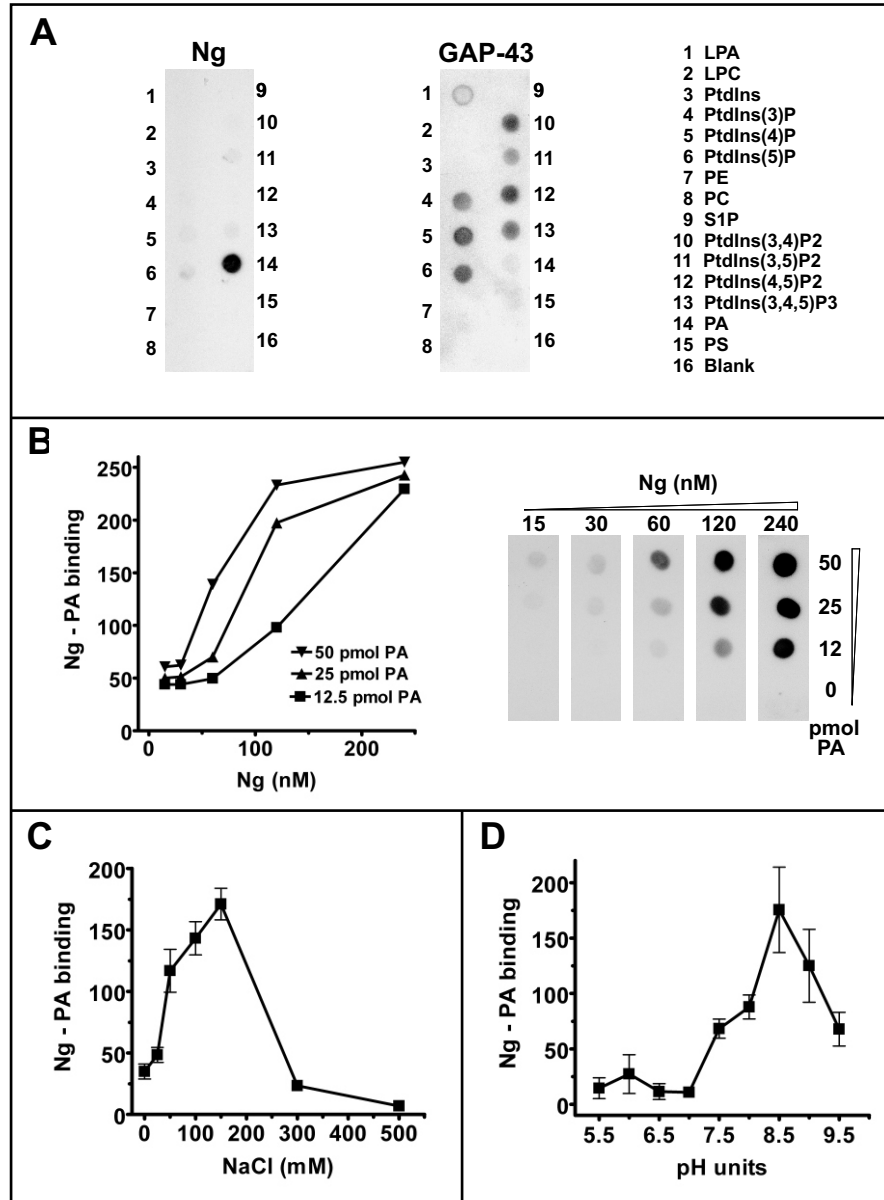 A
Ng
GAP-43
1
2
3
4
5
6
7
8
9
10
11
12
13
14
15
16
1
2
3
4
5
6
7
8
9
10
11
12
13
14
15
16
1 LPA
2 LPC
3 PtdIns
4 PtdIns(3)P
5 PtdIns(4)P
6 PtdIns(5)P
7 PE
8 PC
9 S1P
10 PtdIns(3,4)P2
11 PtdIns(3,5)P2
12 PtdIns(4,5)P2
13 PtdIns(3,4,5)P3
14 PA
15 PS
16 Blank
B
Ng - PA binding
250
200
150
100
50
0
0 100 200
Ng (nM)
50 pmol PA
25 pmol PA
12.5 pmol PA
Ng (nM)
15 30 60 120 240
50
25
12
0
pmol
PA
C
Ng - PA binding
200
150
100
50
0
0 100 200 300 400 500
NaCl (mM)
D
Ng - PA binding
200
150
100
50
0
5.5 6.5 7.5 8.5 9.5
pH units